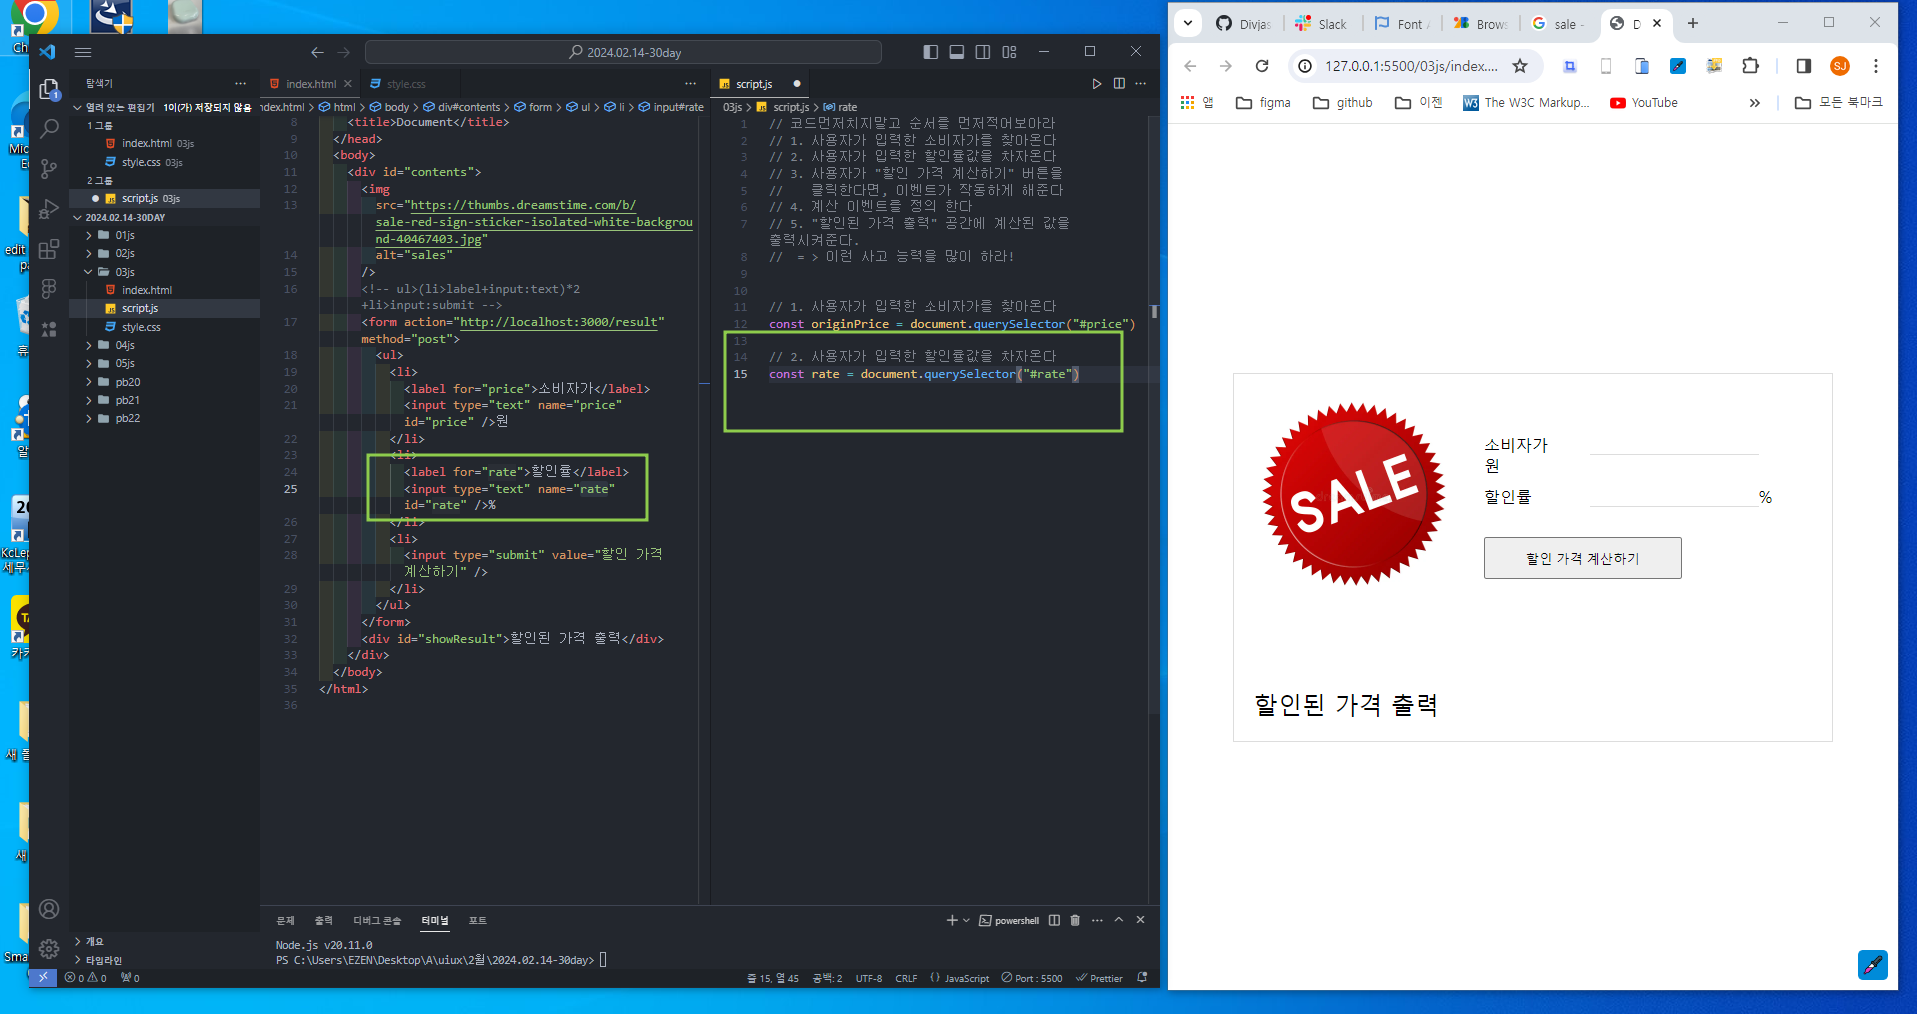 Divjas
Slack
Font A
Brows
sale -
D
2024.02.14-30day
127.0.0.1:5500/03js/index....
SJ
앱
figma
github
이젠
The W3C Markup...
YouTube
모든 북마크
탐색기
열려 있는 편집기 1이(가) 저장되지 않음
1 그룹
index.html 03js
style.css 03js
2 그룹
script.js 03js
2024.02.14-30DAY
01js
02js
03js
index.html
script.js
style.css
04js
05js
pb20
pb21
pb22
개요
타임라인
index.html
style.css
ndex.html > html > body > div#contents > form > ul > li > input#rate
8 <title>Document</title>
9 </head>
10 <body>
11 <div id="contents">
12 <img
13 src="https://thumbs.dreamstime.com/b/
sale-red-sign-sticker-isolated-white-backgrou
nd-40467403.jpg"
14 alt="sales"
15 />
16 <!-- ul>(li>label+input:text)*2
+li>input:submit -->
17 <form action="http://localhost:3000/result"
method="post">
18 <ul>
19 <li>
20 <label for="price">소비자가</label>
21 <input type="text" name="price"
id="price" />원
22 </li>
23 <li>
24 <label for="rate">할인률</label>
25 <input type="text" name="rate"
id="rate" />%
26 </li>
27 <li>
28 <input type="submit" value="할인 가격
계산하기" />
29 </li>
30 </ul>
31 </form>
32 <div id="showResult">할인된 가격 출력</div>
33 </div>
34 </body>
35 </html>
36
script.js
03js > script.js > rate
1 // 코드먼저치지말고 순서를 먼저적어보아라
2 // 1. 사용자가 입력한 소비자가를 찾아온다
3 // 2. 사용자가 입력한 할인률값을 차자온다
4 // 3. 사용자가 "할인 가격 계산하기" 버튼을
5 // 클릭한다면, 이벤트가 작동하게 해준다
6 // 4. 계산 이벤트를 정의 한다
7 // 5. "할인된 가격 출력" 공간에 계산된 값을
출력시켜준다.
8 // = > 이런 사고 능력을 많이 하라!
9
10
11 // 1. 사용자가 입력한 소비자가를 찾아온다
12 const originPrice = document.querySelector("#price")
13
14 // 2. 사용자가 입력한 할인률값을 차자온다
15 const rate = document.querySelector("#rate")
문제 출력 디버그 콘솔 터미널 포트
powershell
Node.js v20.11.0
PS C:\Users\EZEN\Desktop\A\uiux\2월\2024.02.14-30day>
0 0 0
줄 15, 열 45 공백: 2 UTF-8 CRLF {} JavaScript Port : 5500 Prettier
SALE
소비자가
원
할인률
%
할인 가격 계산하기
할인된 가격 출력